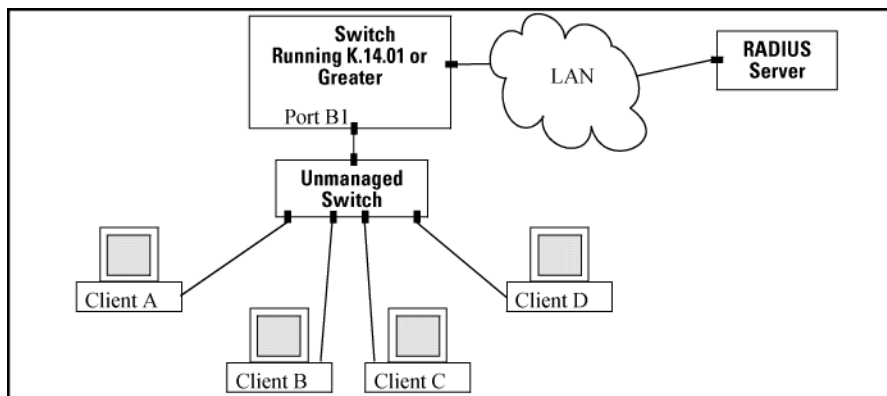 Switch
Running K.14.01 or
Greater
Port B1
LAN
RADIUS
Server
Unmanaged
Switch
Client A
Client B
Client C
Client D